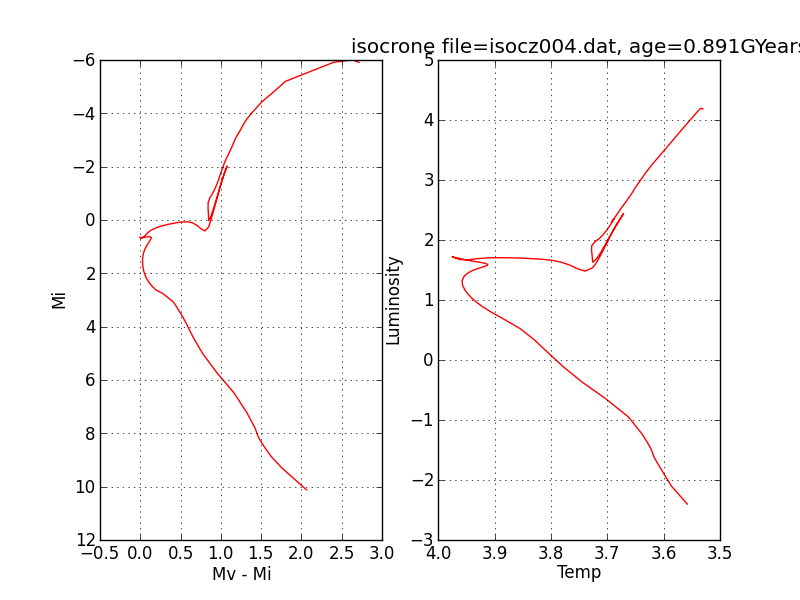 isocrone file=isocz004.dat, age=0.891GYears
−6
−4
−2
0
2
4
6
8
10
12
Mi
−0.5 0.0 0.5 1.0 1.5 2.0 2.5 3.0
Mv - Mi
5
4
3
2
1
0
−1
−2
−3
Luminosity
4.0 3.9 3.8 3.7 3.6 3.5
Temp